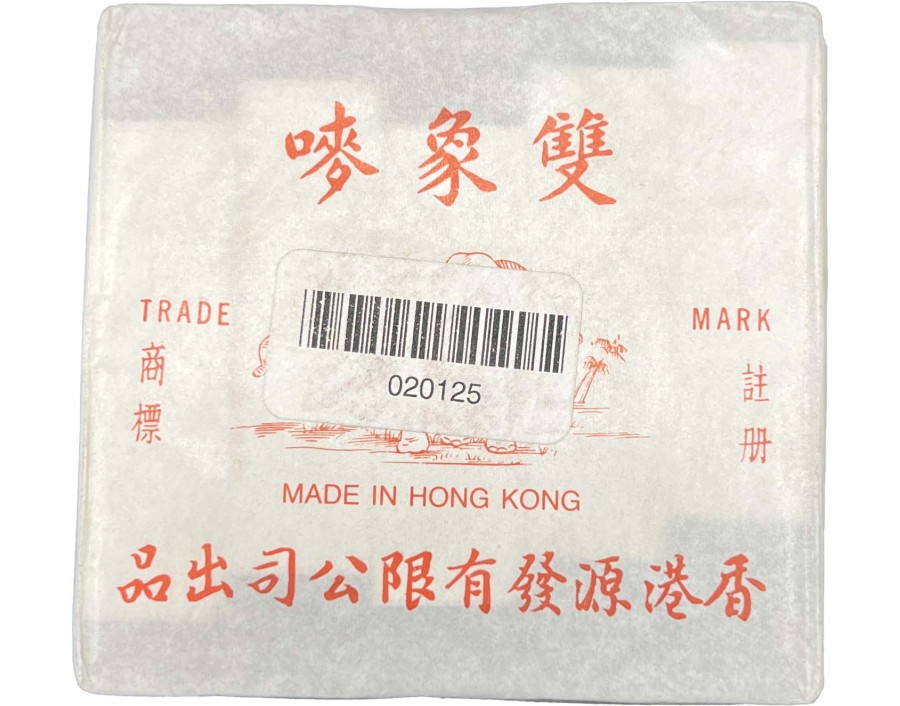 雙象嘜
TRADE MARK
註册
商標
020125
MADE IN HONG KONG
香港源發有限公司出品